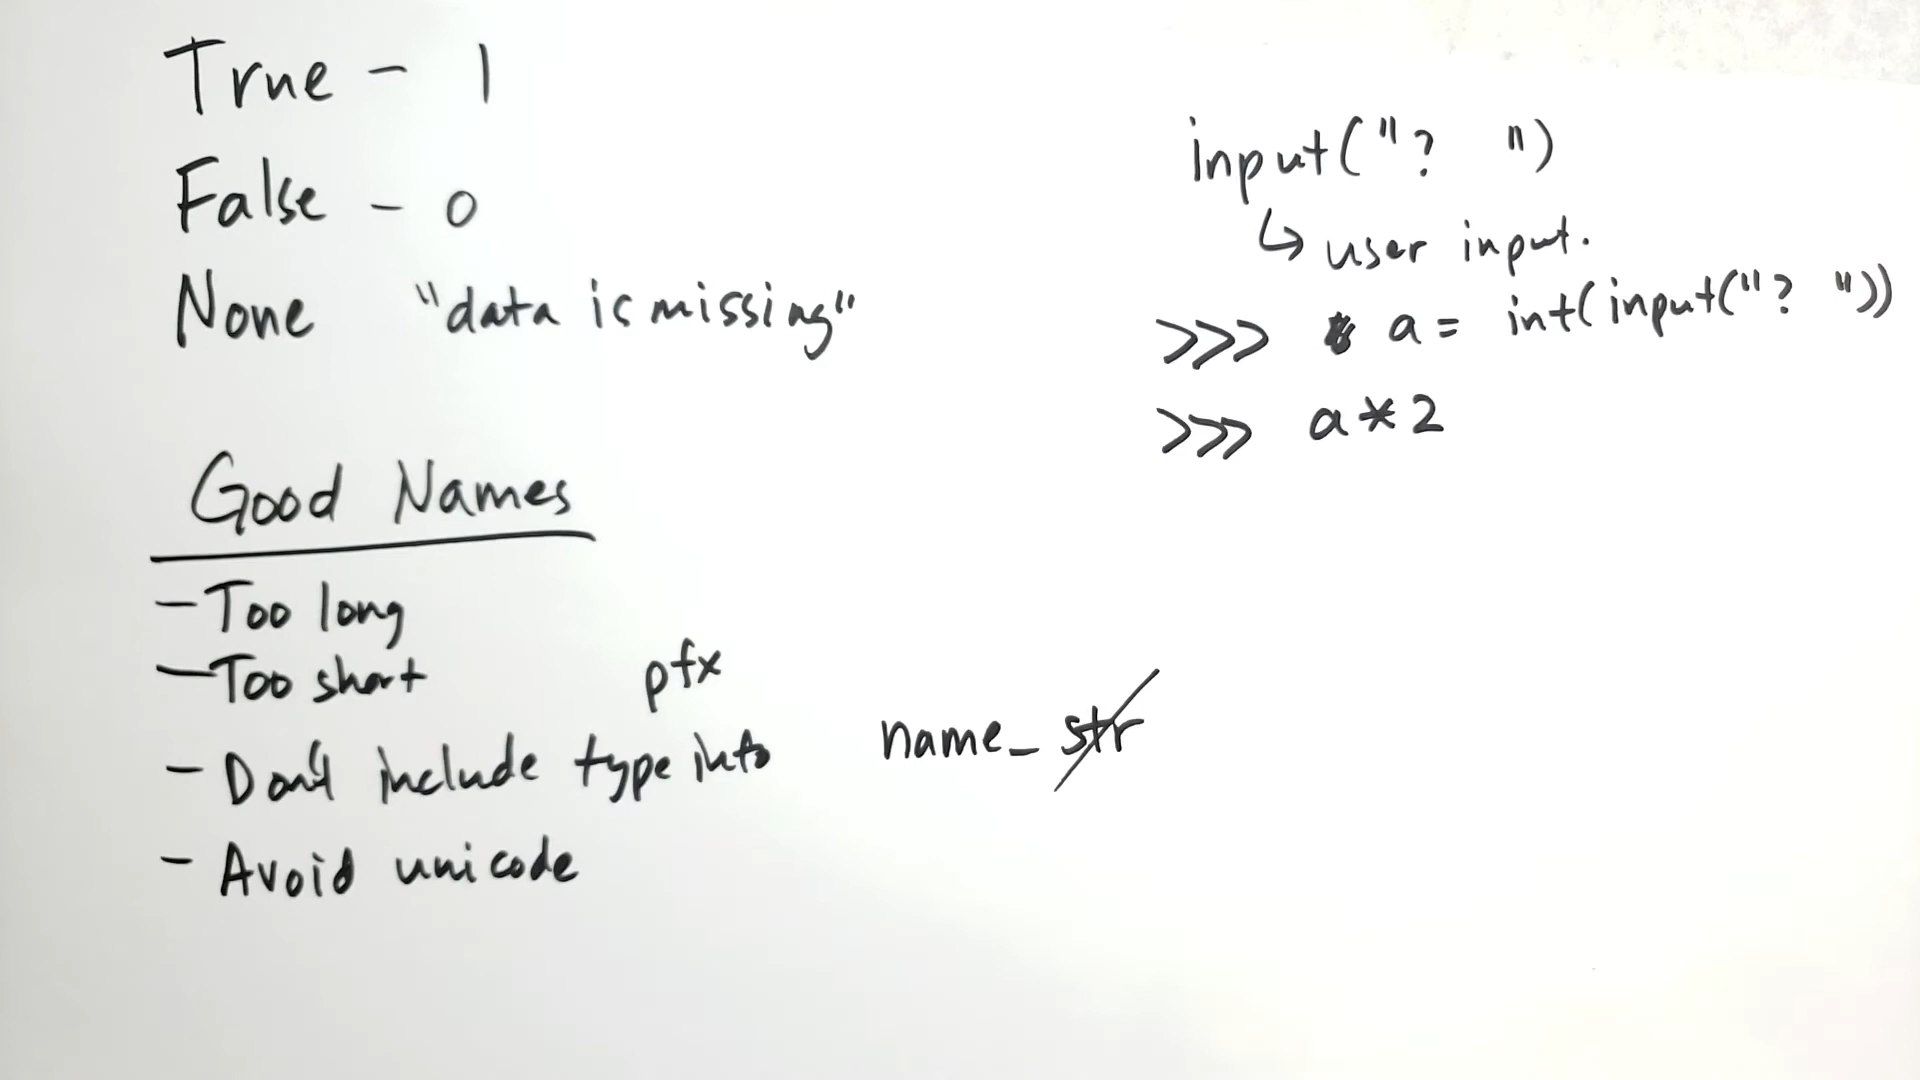 True - 1
False - 0
None "data is missing"
Good Names
- Too long
- Too short pfx
- Don't include type into name_str
- Avoid unicode
input("? ")
↳ user input.
>>> a = int(input("? "))
>>> a * 2